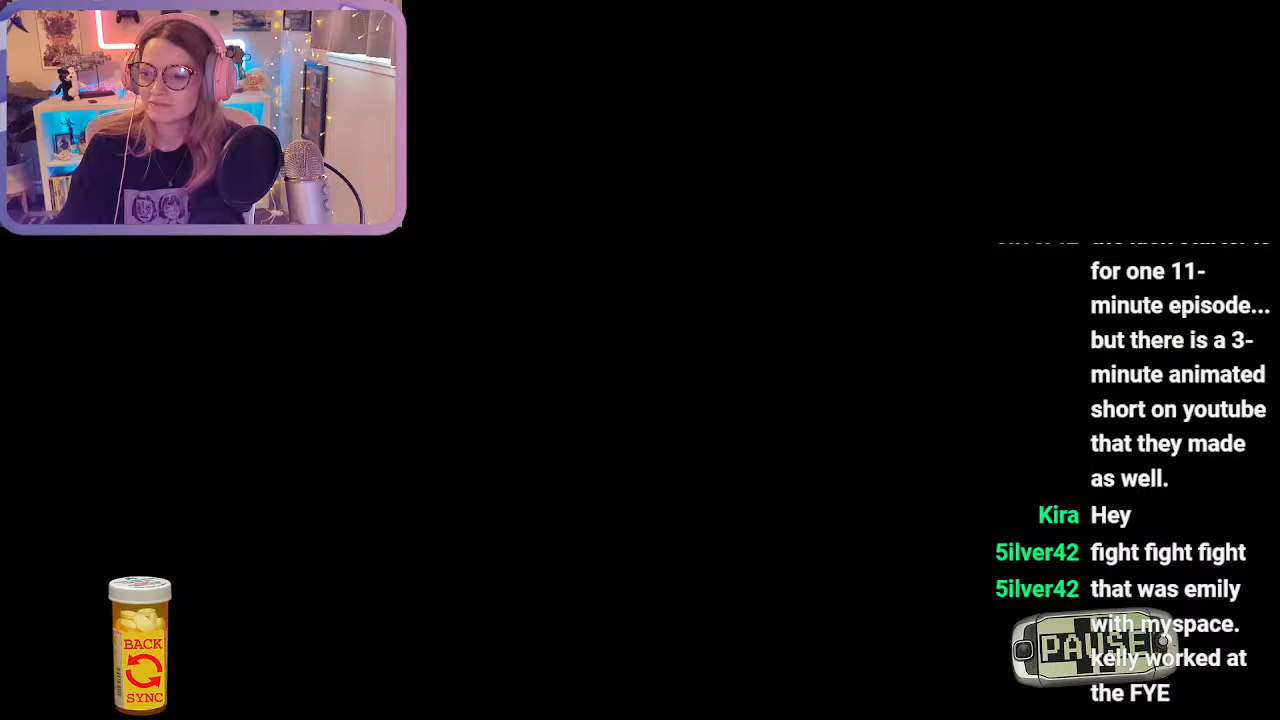 for one 11-
minute episode...
but there is a 3-
minute animated
short on youtube
that they made
as well.
Kira Hey
5ilver42 fight fight fight
5ilver42 that was emily
with myspace.
kelly worked at
the FYE
PAUSE
BACK
SYNC